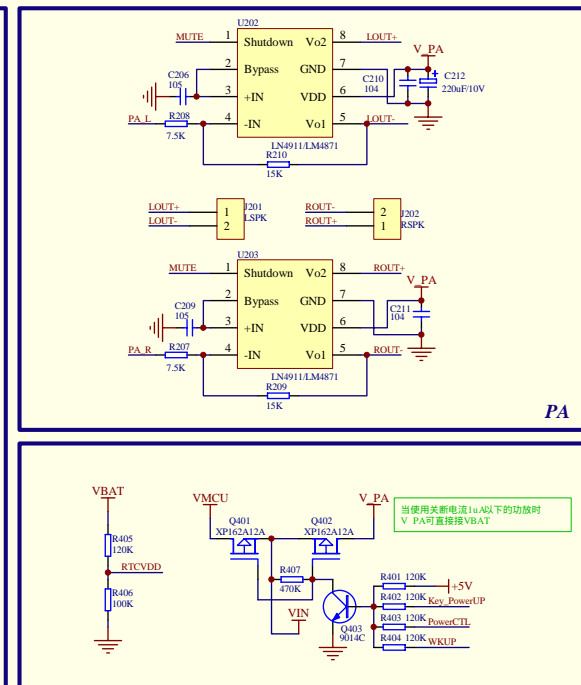 U202
MUTE 1 Shutdown Vo2 8 LOUT+
2 Bypass GND 7
V_PA
C206
105
3 +IN VDD 6
C210
104
C212
220uF/10V
PA_L R208 4 -IN Vo1 5 LOUT-
7.5K
LN4911/LM4871
R210
15K
LOUT+ 1 J201
LOUT- 2 LSPK
ROUT- 2 J202
ROUT+ 1 RSPK
U203
MUTE 1 Shutdown Vo2 8 ROUT+
2 Bypass GND 7
V_PA
C209
105
3 +IN VDD 6
C211
104
PA_R R207 4 -IN Vo1 5 ROUT-
7.5K
LN4911/LM4871
R209
15K
PA
VBAT
R405
120K
RTCVDD
R406
100K
VMCU
Q401
XP162A12A
Q402
XP162A12A
V_PA
当使用关断电流1uA以下的功放时
V_PA可直接接VBAT
R407
470K
VIN
Q403
9014C
R401 120K +5V
R402 120K Key_PowerUP
R403 120K PowerCTL
R404 120K WKUP